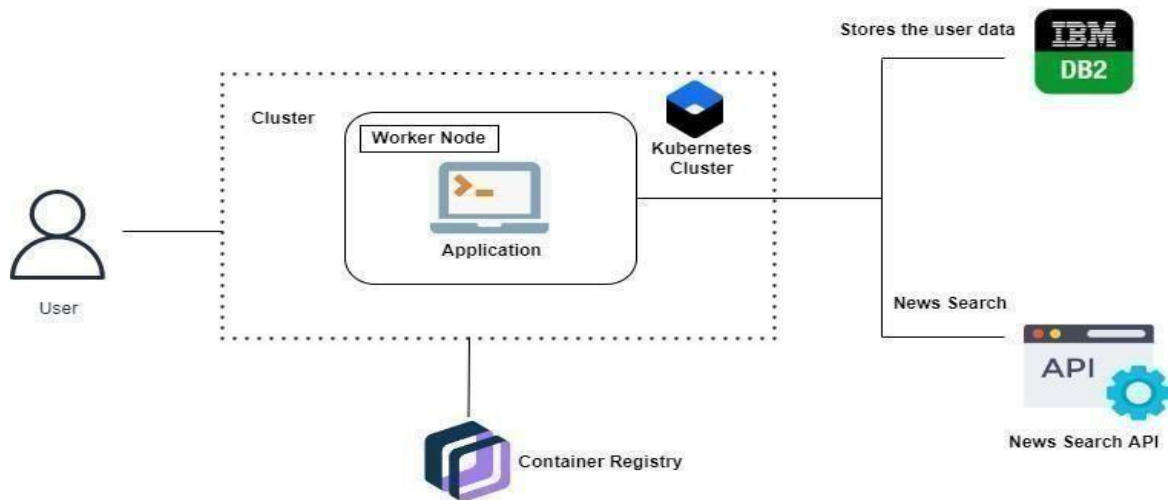 Stores the user data
IBM
DB2
Cluster
Worker Node
Kubernetes
Cluster
Application
User
News Search
API
News Search API
Container Registry